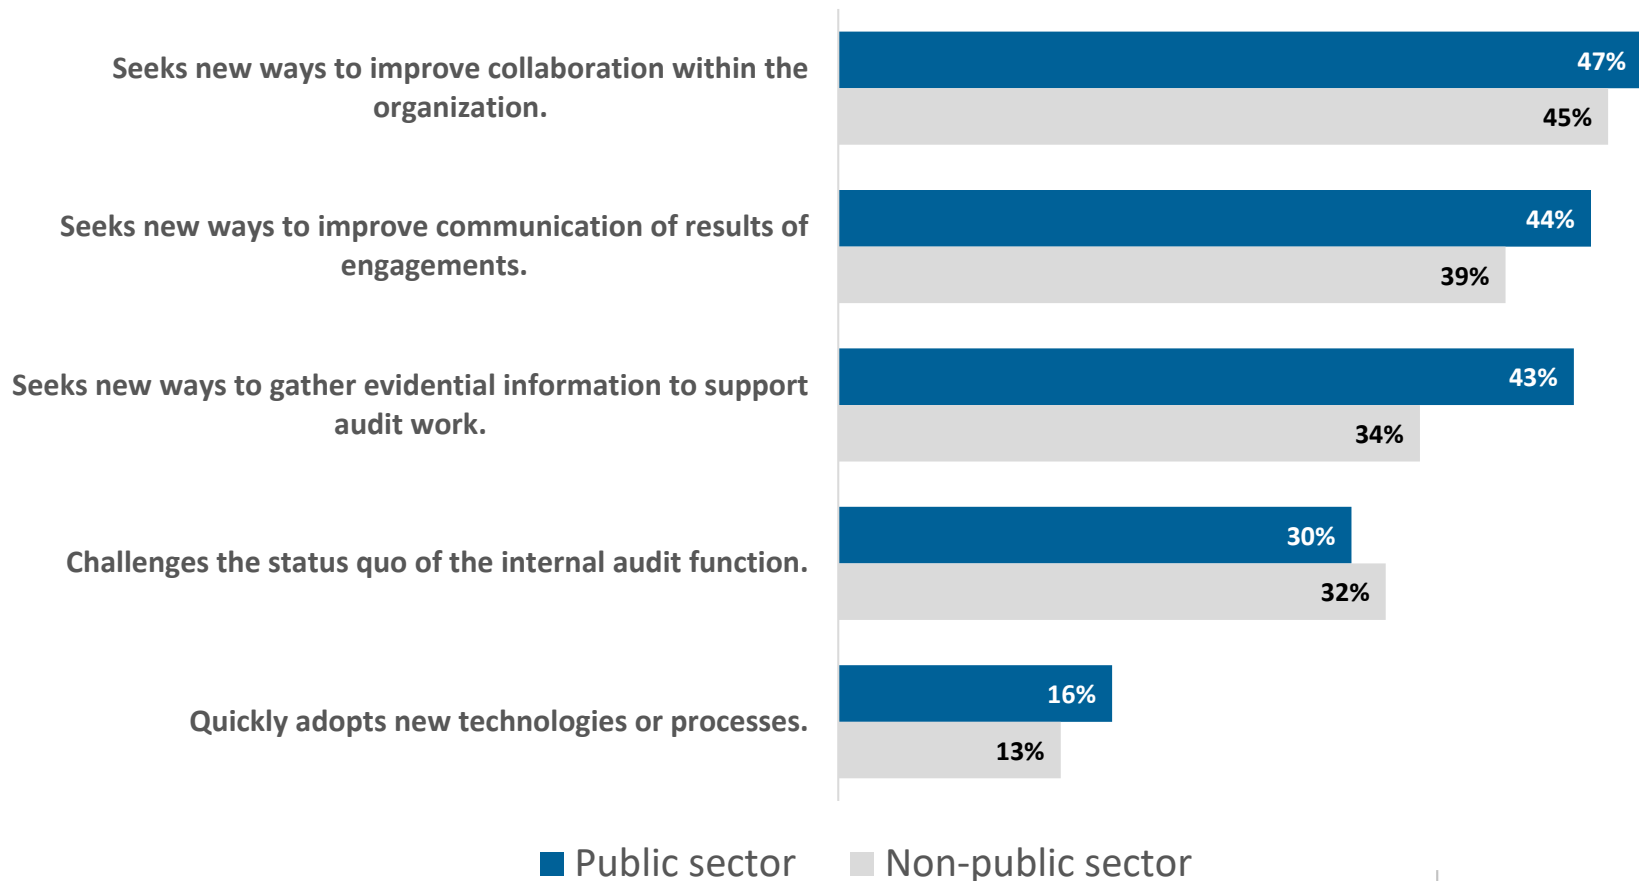 Seeks new ways to improve collaboration within the
organization.
47%
45%
Seeks new ways to improve communication of results of
engagements.
44%
39%
Seeks new ways to gather evidential information to support
audit work.
43%
34%
Challenges the status quo of the internal audit function.
30%
32%
Quickly adopts new technologies or processes.
16%
13%
Public sector
Non-public sector